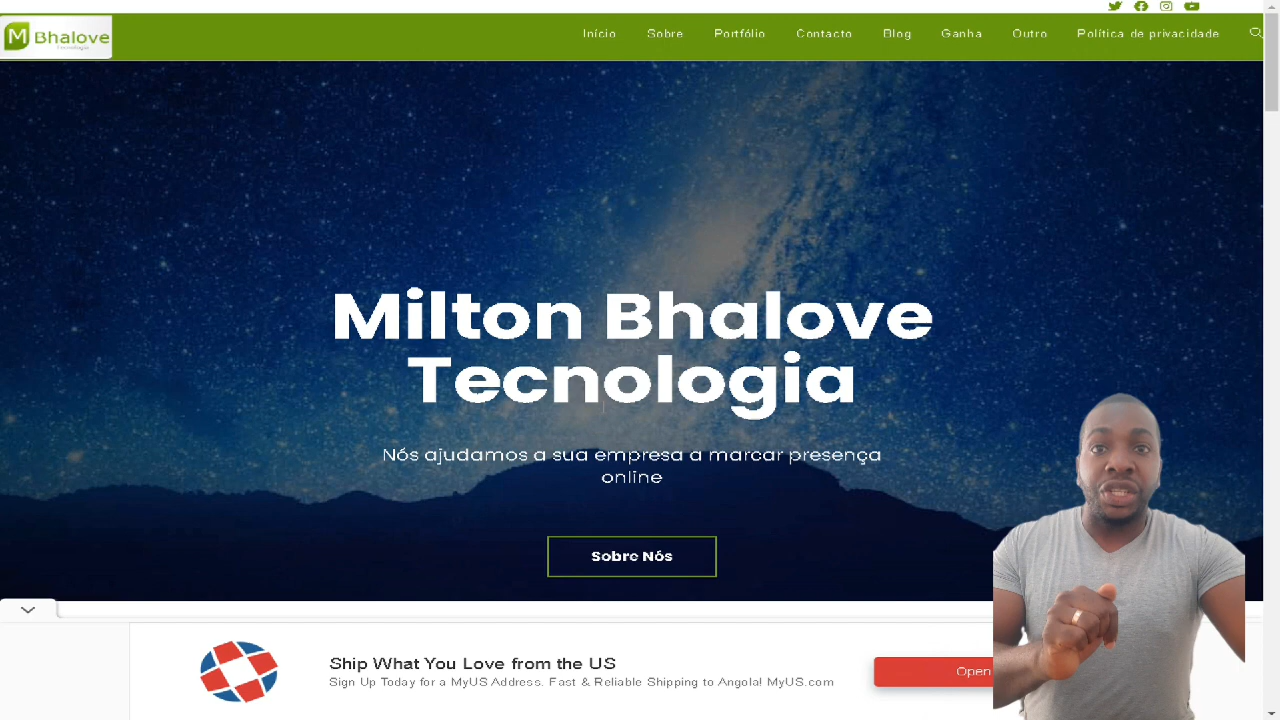 M Bhalove
Tecnologia
Início Sobre Portfólio Contacto Blog Ganha Outro Política de privacidade
Milton Bhalove
Tecnologia
Nós ajudamos a sua empresa a marcar presença
online
Sobre Nós
Ship What You Love from the US
Sign Up Today for a MyUS Address. Fast & Reliable Shipping to Angola! MyUS.com
Open